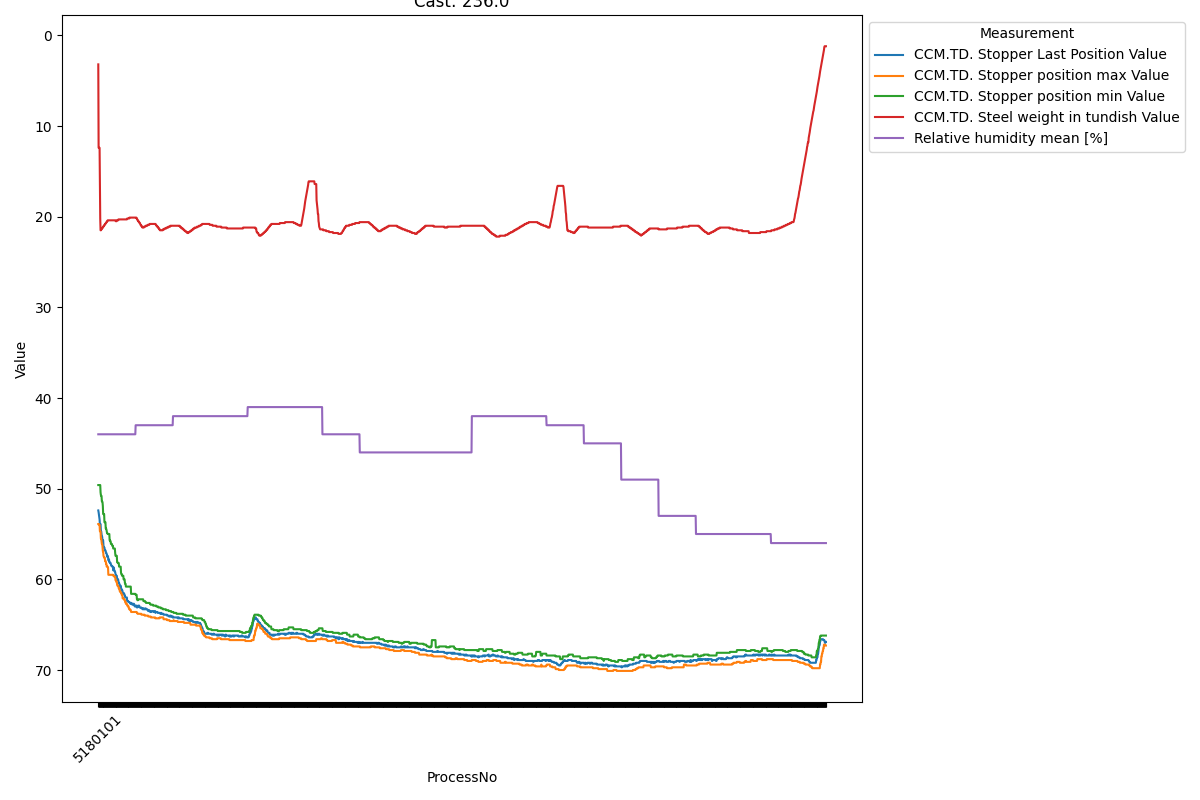 Cast: 236.0
Measurement
CCM.TD. Stopper Last Position Value
CCM.TD. Stopper position max Value
CCM.TD. Stopper position min Value
CCM.TD. Steel weight in tundish Value
Relative humidity mean [%]
0
10
20
30
40
50
60
70
Value
5180101
ProcessNo